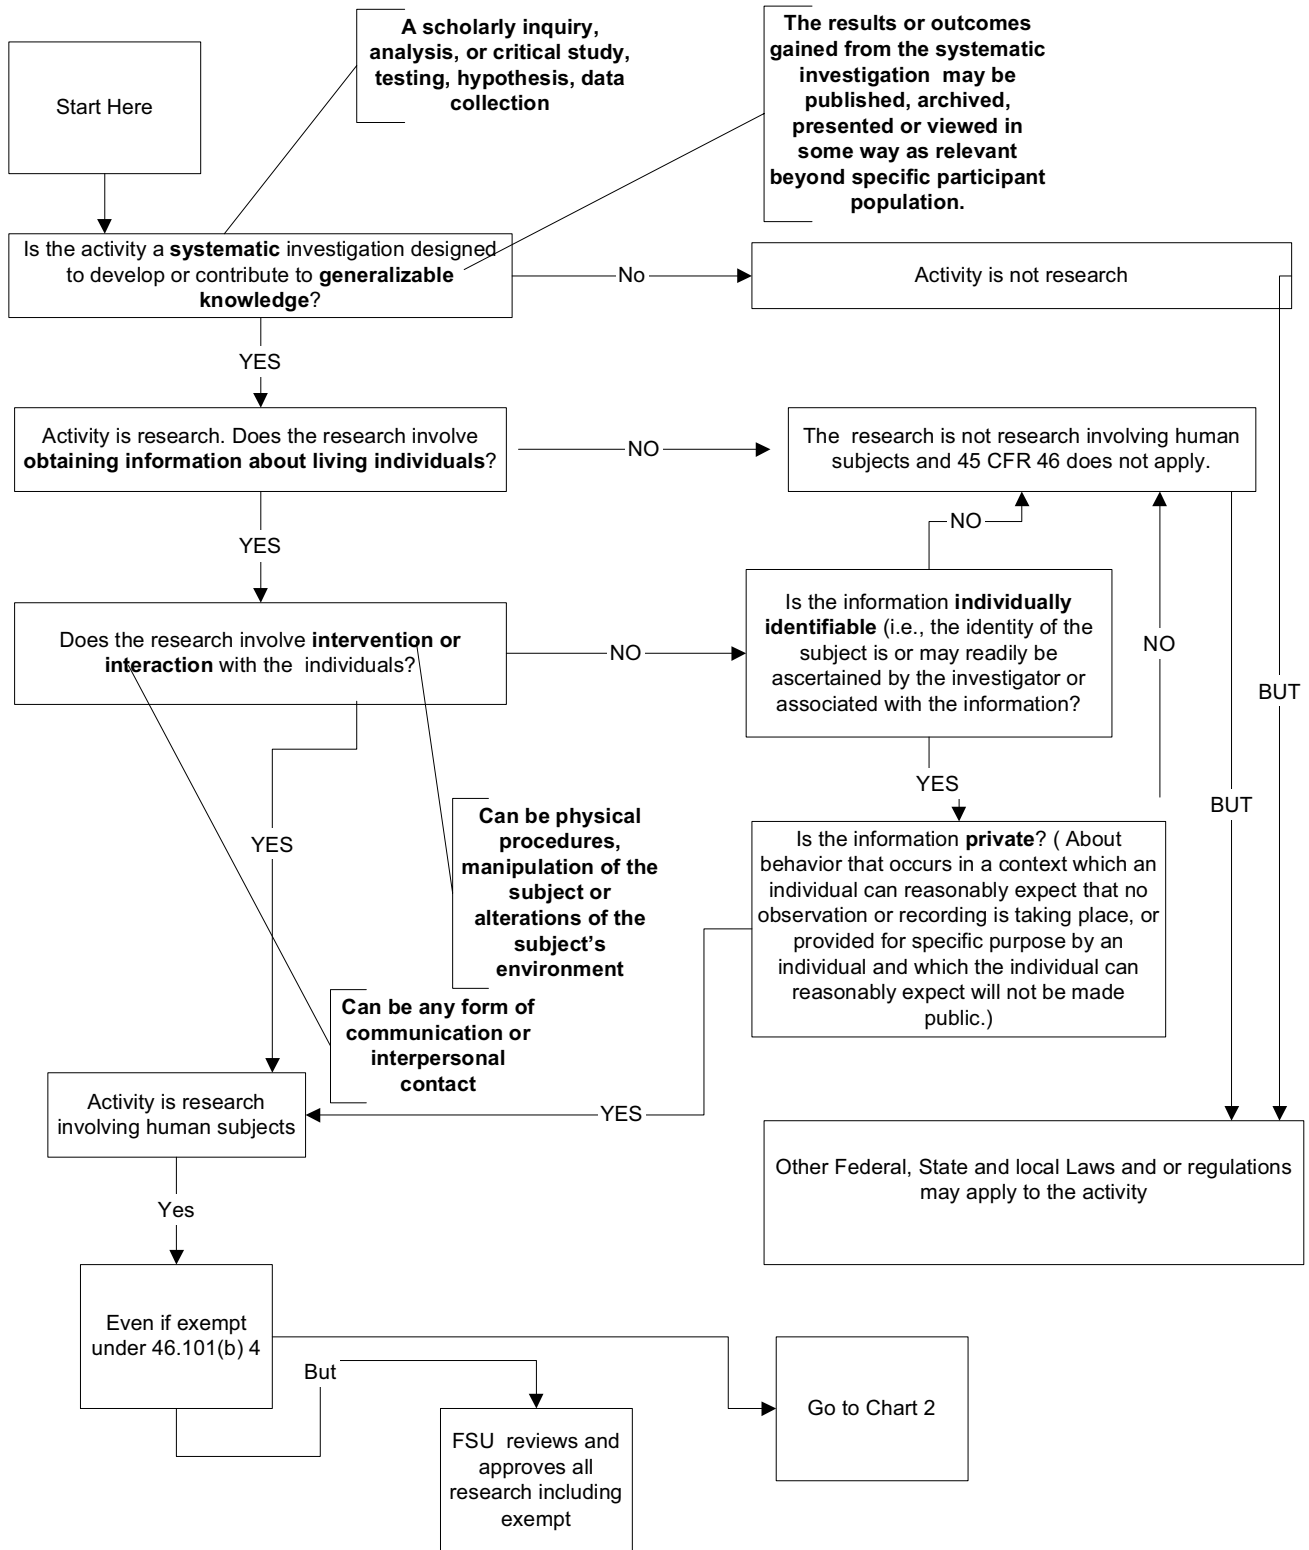 A scholarly inquiry,
analysis, or critical study,
testing, hypothesis, data
collection
The results or outcomes
gained from the systematic
investigation may be
published, archived,
presented or viewed in
some way as relevant
beyond specific participant
population.
Start Here
Is the activity a systematic investigation designed
to develop or contribute to generalizable
knowledge?
No
Activity is not research
YES
Activity is research. Does the research involve
obtaining information about living individuals?
NO
The research is not research involving human
subjects and 45 CFR 46 does not apply.
YES
NO
Does the research involve intervention or
interaction with the individuals?
NO
Is the information individually
identifiable (i.e., the identity of the
subject is or may readily be
ascertained by the investigator or
associated with the information?
NO
BUT
YES
BUT
YES
Can be physical
procedures,
manipulation of the
subject or
alterations of the
subject's
environment
Is the information private? ( About
behavior that occurs in a context which an
individual can reasonably expect that no
observation or recording is taking place, or
provided for specific purpose by an
individual and which the individual can
reasonably expect will not be made
public.)
Can be any form of
communication or
interpersonal
contact
Activity is research
involving human subjects
YES
Other Federal, State and local Laws and or regulations
may apply to the activity
Yes
Even if exempt
under 46.101(b) 4
But
Go to Chart 2
FSU reviews and
approves all
research including
exempt